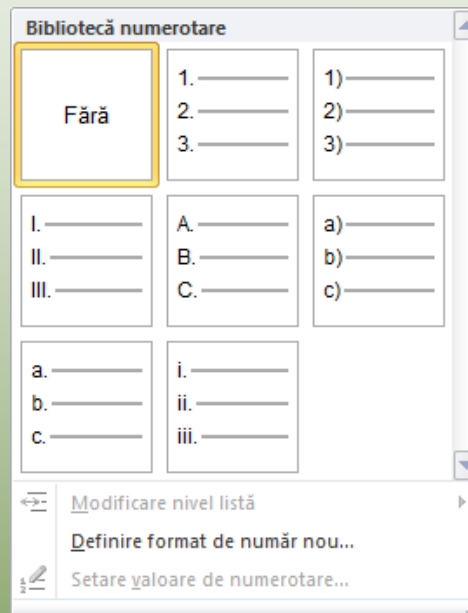 Bibliotecă numerotare
Fără
1.
2.
3.
1)
2)
3)
I.
II.
III.
A.
B.
C.
a)
b)
c)
a.
b.
c.
i.
ii.
iii.
Modificare nivel listă
Definire format de număr nou...
Setare valoare de numerotare...